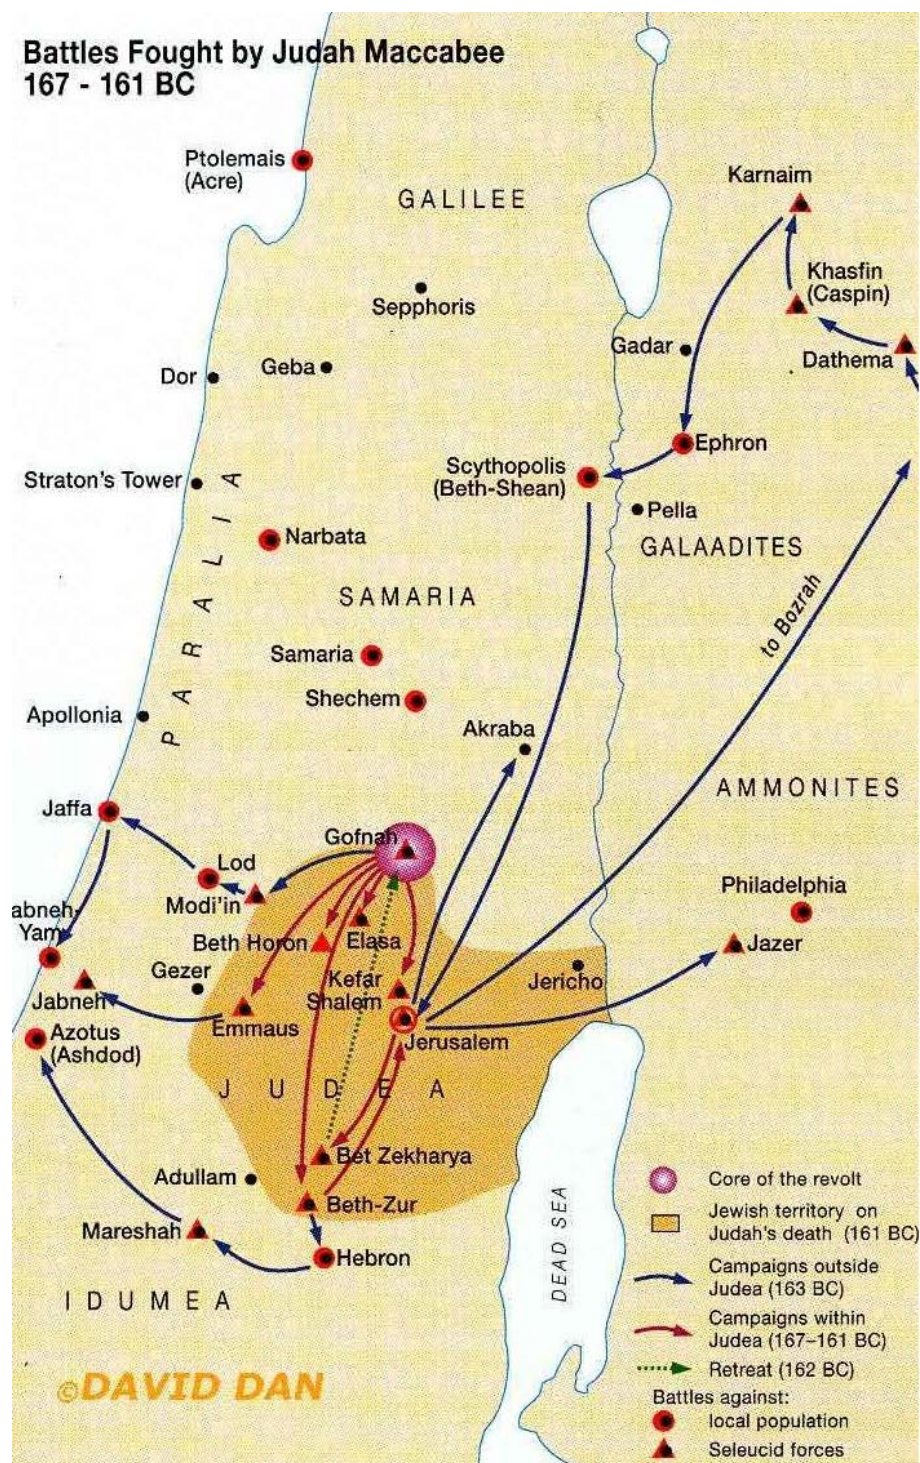 Battles Fought by Judah Maccabee
167 - 161 BC
Ptolemais
(Acre)
GALILEE
Karnaim
Khasfin
(Caspin)
Sepphoris
Gadar
Dathema
Dor
Geba
Ephron
Scythopolis
(Beth-Shean)
Straton's Tower
Pella
Narbata
GALAADITES
PARALIA
SAMARIA
to Bozrah
Samaria
Shechem
Apollonia
Akraba
AMMONITES
Jaffa
Gofnah
Lod
Modi'in
Philadelphia
abneh-
Yam
Beth Horon
Elasa
Jazer
Gezer
Kefar
Shalem
Jericho
Jabneh
Emmaus
Azotus
(Ashdod)
Jerusalem
JUDEA
Bet Zekharya
Adullam
Beth-Zur
Mareshah
Hebron
IDUMEA
DEAD SEA
Core of the revolt
Jewish territory on
Judah's death (161 BC)
Campaigns outside
Judea (163 BC)
Campaigns within
Judea (167–161 BC)
Retreat (162 BC)
Battles against:
local population
Seleucid forces
©DAVID DAN